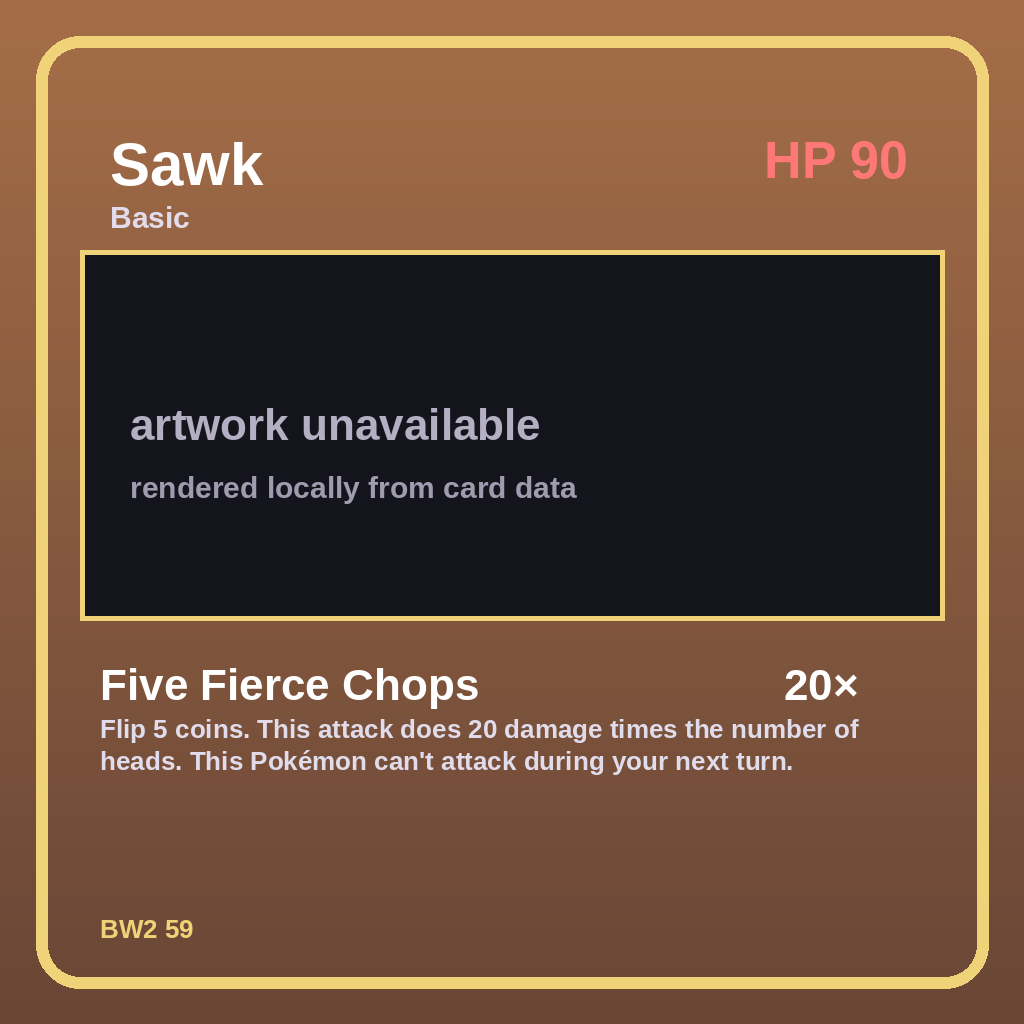 Sawk
HP 90
Basic
artwork unavailable
rendered locally from card data
Five Fierce Chops
20×
Flip 5 coins. This attack does 20 damage times the number of
heads. This Pokémon can't attack during your next turn.
BW2 59